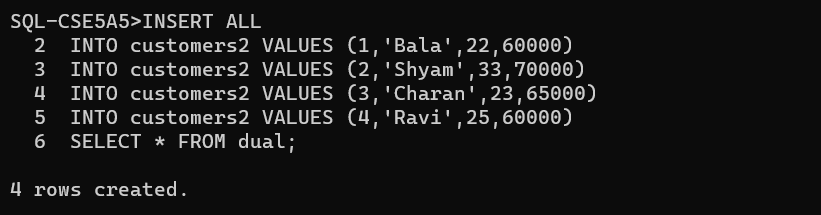 SQL-CSE5A5>INSERT ALL
  2  INTO customers2 VALUES (1,'Bala',22,60000)
  3  INTO customers2 VALUES (2,'Shyam',33,70000)
  4  INTO customers2 VALUES (3,'Charan',23,65000)
  5  INTO customers2 VALUES (4,'Ravi',25,60000)
  6  SELECT * FROM dual;
4 rows created.